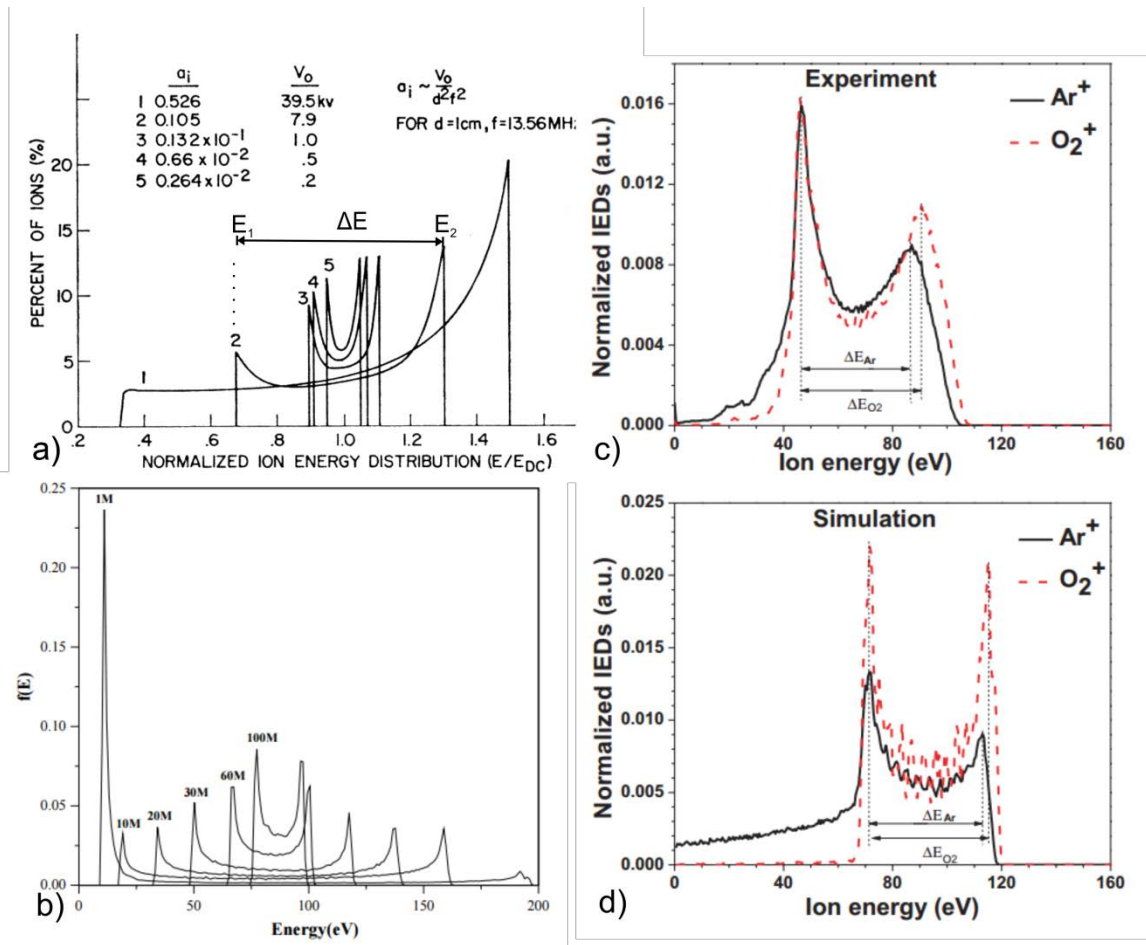 a_i V_o
1 0.526 39.5kv
2 0.105 7.9
3 0.132 x 10⁻¹ 1.0
4 0.66 x 10⁻² .5
5 0.264 x 10⁻² .2
a_i ~ V_o / d²f²
FOR d = 1cm, f = 13.56MHz
PERCENT OF IONS (%)
20
15
10
5
0
E₁ ΔE E₂
1
2
3
4
5
.2 .4 .6 .8 1.0 1.2 1.4 1.6
a) NORMALIZED ION ENERGY DISTRIBUTION (E/E_DC)
Experiment
Ar⁺
O₂⁺
Normalized IEDs (a.u.)
0.016
0.012
0.008
0.004
0.000
ΔE_Ar
ΔE_O2
0 40 80 120 160
c) Ion energy (eV)
f(E)
0.25
0.20
0.15
0.10
0.05
0.00
1M
10M
20M
30M
60M
100M
0 50 100 150 200
b) Energy(eV)
Simulation
Ar⁺
O₂⁺
Normalized IEDs (a.u.)
0.025
0.020
0.015
0.010
0.005
0.000
ΔE_Ar
ΔE_O2
0 40 80 120 160
d) Ion energy (eV)